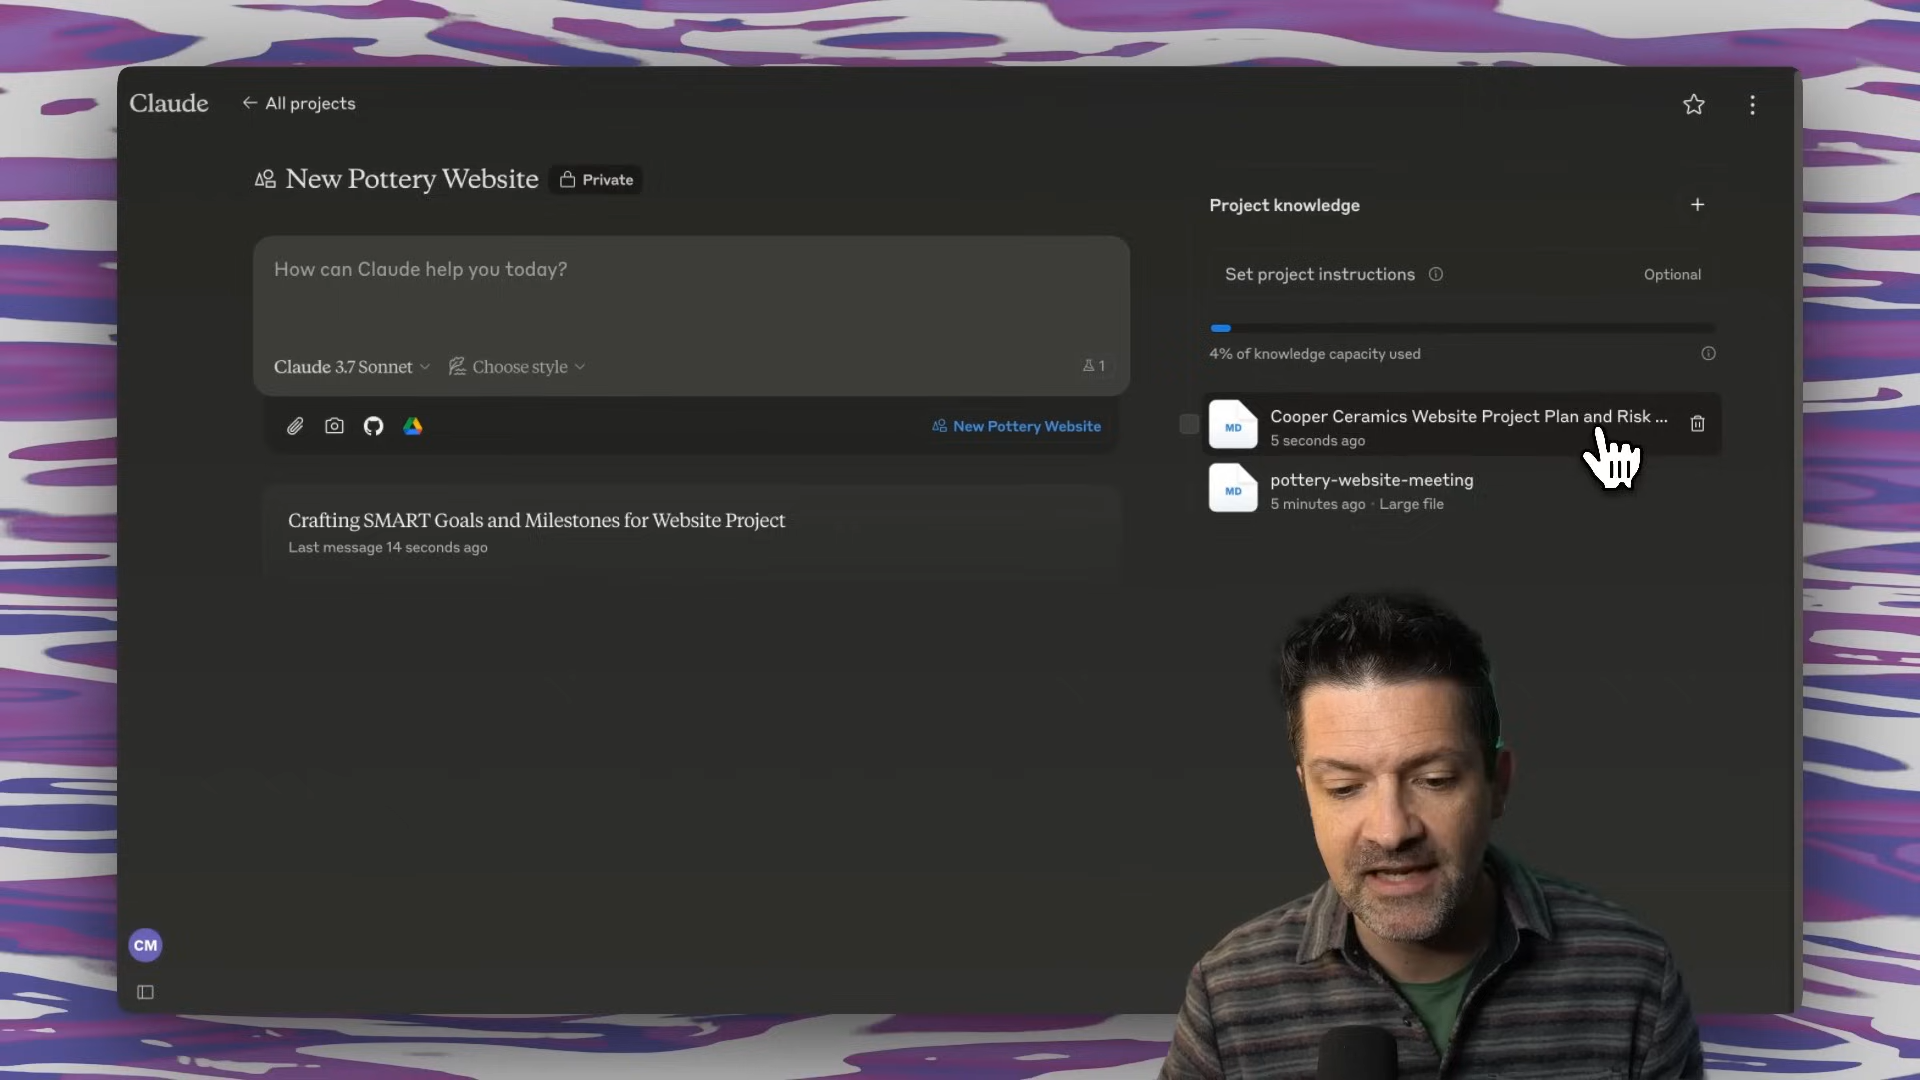 Claude
All projects
New Pottery Website
Private
How can Claude help you today?
Claude 3.7 Sonnet
Choose style
1
New Pottery Website
Crafting SMART Goals and Milestones for Website Project
Last message 14 seconds ago
CM
Project knowledge
Set project instructions
Optional
4% of knowledge capacity used
MD
Cooper Ceramics Website Project Plan and Risk ...
5 seconds ago
MD
pottery-website-meeting
5 minutes ago · Large file